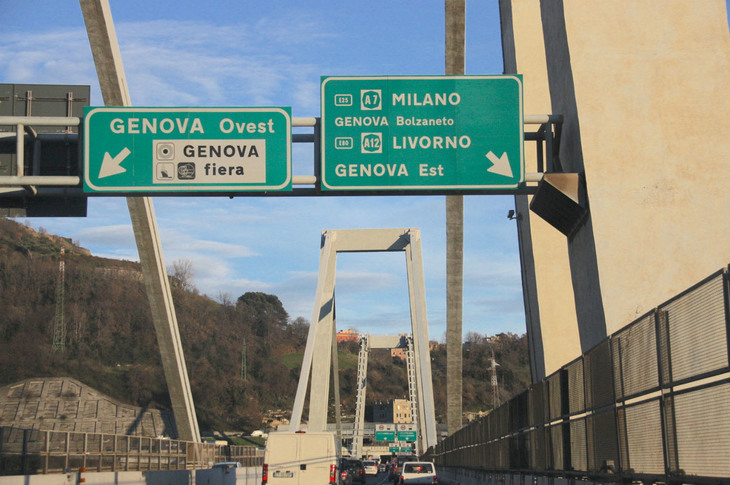 GENOVA Ovest
GENOVA
fiera
E25 A7 MILANO
GENOVA Bolzaneto
E80 A12 LIVORNO
GENOVA Est